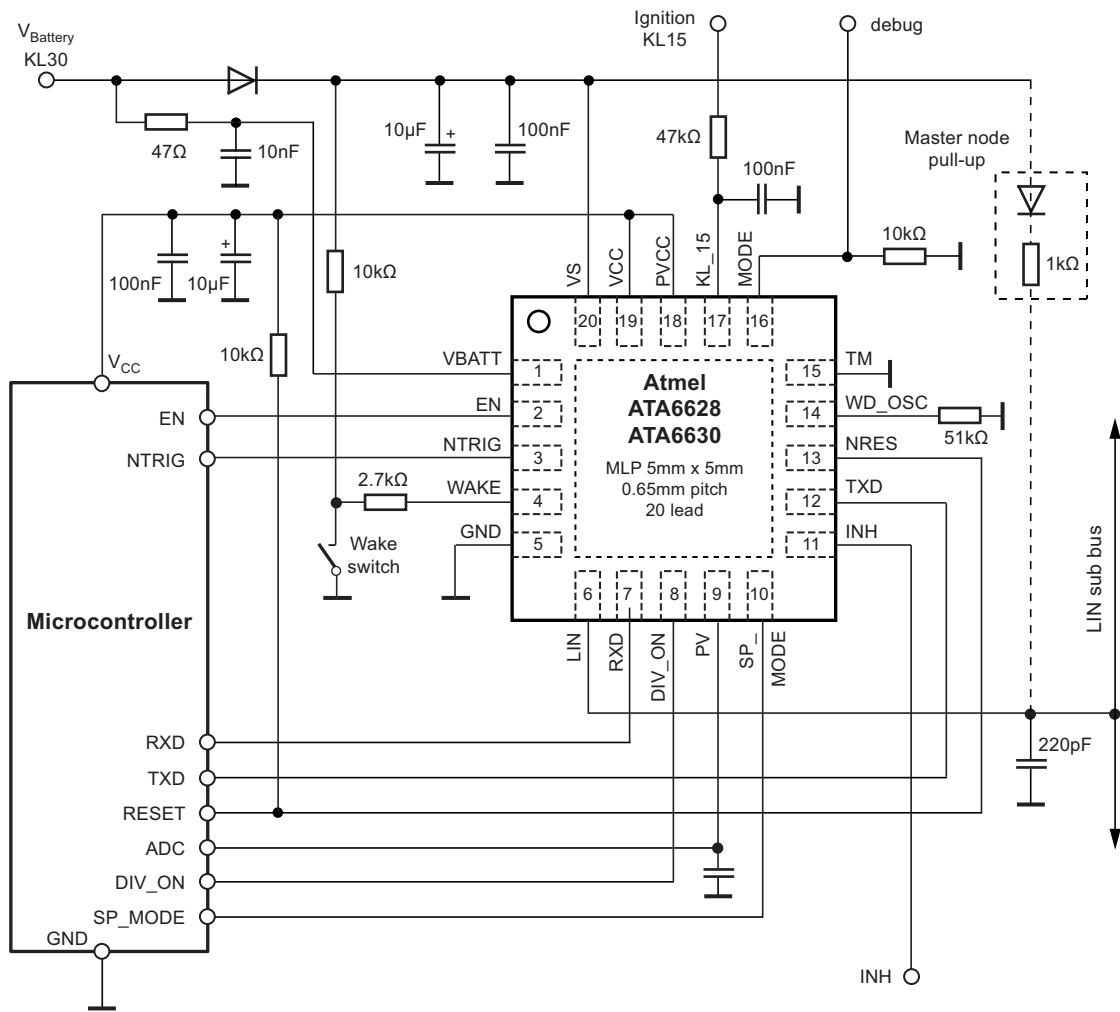 Ignition
KL15
debug
V_Battery
KL30
47Ω
10nF
10µF
+
100nF
47kΩ
100nF
Master node
pull-up
10kΩ
1kΩ
100nF
+
10µF
10kΩ
10kΩ
VS
VCC
PVCC
KL_15
MODE
20
19
18
17
16
VBATT
1
EN
2
NTRIG
3
WAKE
4
GND
5
2.7kΩ
Wake
switch
Atmel
ATA6628
ATA6630
MLP 5mm x 5mm
0.65mm pitch
20 lead
15
TM
14
WD_OSC
51kΩ
13
NRES
12
TXD
11
INH
6
7
8
9
10
LIN
RXD
DIV_ON
PV
SP_
MODE
LIN sub bus
220pF
V_CC
EN
NTRIG
Microcontroller
RXD
TXD
RESET
ADC
DIV_ON
SP_MODE
GND
INH